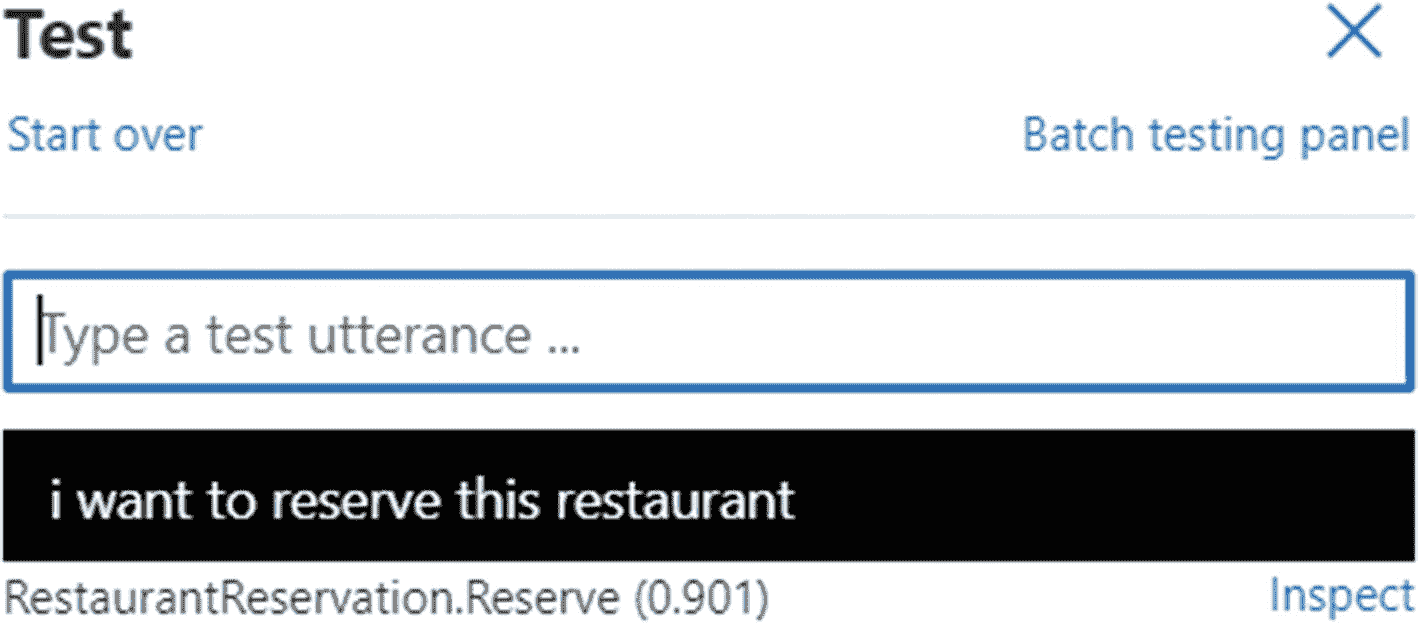 Test
Start over Batch testing panel
Type a test utterance ...
i want to reserve this restaurant
RestaurantReservation.Reserve (0.901) Inspect